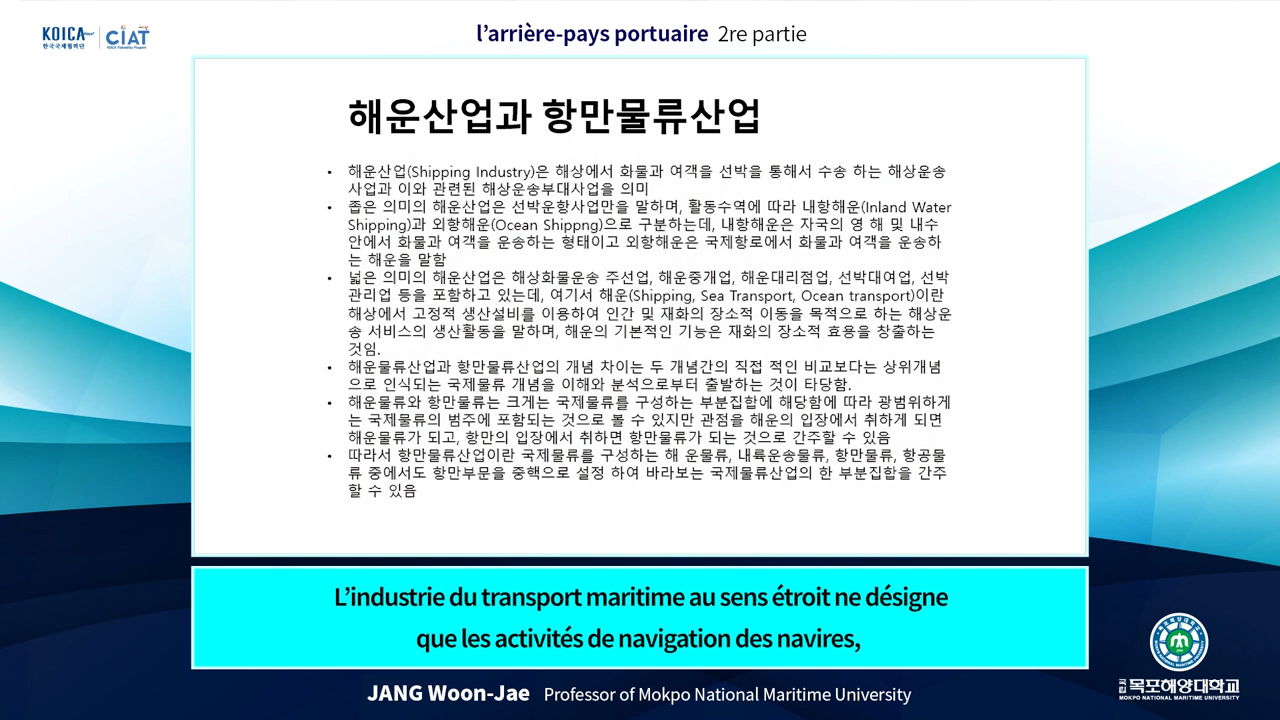 KOICA
한국국제협력단
CIAT
KOICA Fellowship Program
l'arrière-pays portuaire 2re partie
해운산업과 항만물류산업
• 해운산업(Shipping Industry)은 해상에서 화물과 여객을 선박을 통해서 수송 하는 해상운송
사업과 이와 관련된 해상운송부대사업을 의미
• 좁은 의미의 해운산업은 선박운항사업만을 말하며, 활동수역에 따라 내항해운(Inland Water
Shipping)과 외항해운(Ocean Shippng)으로 구분하는데, 내항해운은 자국의 영 해 및 내수
안에서 화물과 여객을 운송하는 형태이고 외항해운은 국제항로에서 화물과 여객을 운송하
는 해운을 말함
• 넓은 의미의 해운산업은 해상화물운송 주선업, 해운중개업, 해운대리점업, 선박대여업, 선박
관리업 등을 포함하고 있는데, 여기서 해운(Shipping, Sea Transport, Ocean transport)이란
해상에서 고정적 생산설비를 이용하여 인간 및 재화의 장소적 이동을 목적으로 하는 해상운
송 서비스의 생산활동을 말하며, 해운의 기본적인 기능은 재화의 장소적 효용을 창출하는
것임.
• 해운물류산업과 항만물류산업의 개념 차이는 두 개념간의 직접 적인 비교보다는 상위개념
으로 인식되는 국제물류 개념을 이해와 분석으로부터 출발하는 것이 타당함.
• 해운물류와 항만물류는 크게는 국제물류를 구성하는 부분집합에 해당함에 따라 광범위하게
는 국제물류의 범주에 포함되는 것으로 볼 수 있지만 관점을 해운의 입장에서 취하게 되면
해운물류가 되고, 항만의 입장에서 취하면 항만물류가 되는 것으로 간주할 수 있음
• 따라서 항만물류산업이란 국제물류를 구성하는 해 운물류, 내륙운송물류, 항만물류, 항공물
류 중에서도 항만부문을 중핵으로 설정 하여 바라보는 국제물류산업의 한 부분집합을 간주
할 수 있음
L'industrie du transport maritime au sens étroit ne désigne
que les activités de navigation des navires,
JANG Woon-Jae Professor of Mokpo National Maritime University
국립 목포해양대학교
MOKPO NATIONAL MARITIME UNIVERSITY